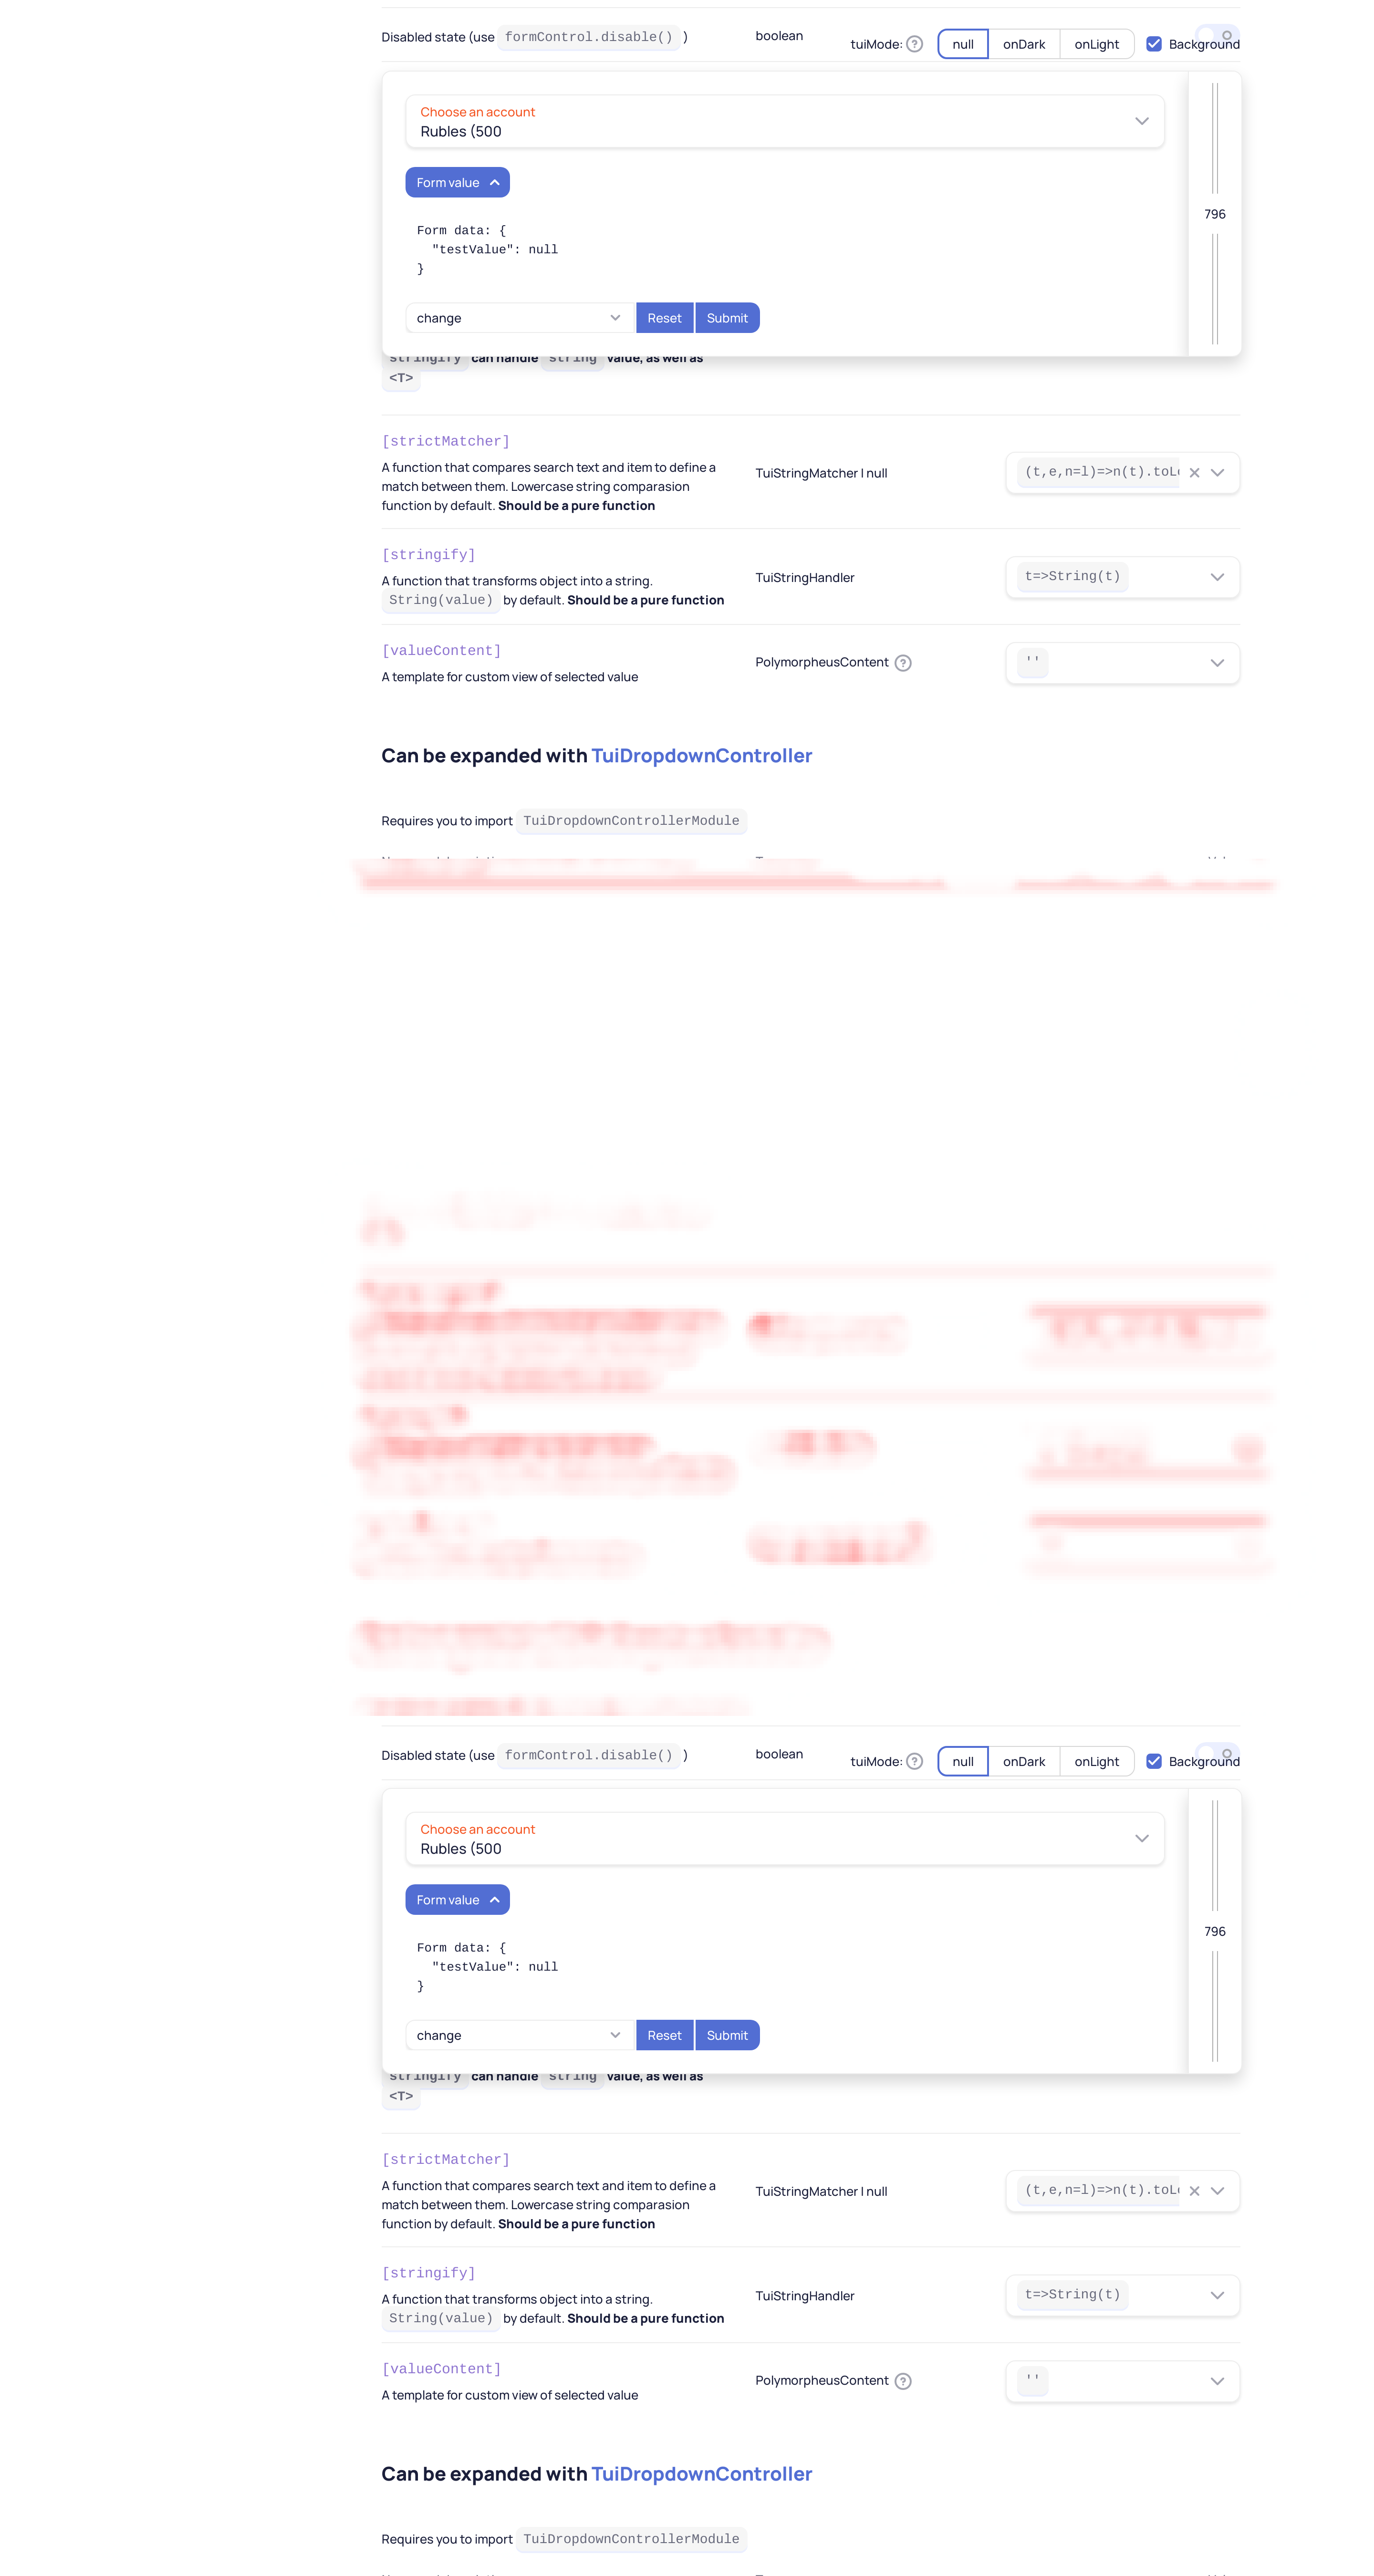 Disabled state (use formControl.disable() ) boolean tuiMode: ? null onDark onLight Background
Choose an account
Rubles (500
Form value
796
Form data: {
"testValue": null
}
change Reset Submit
stringify can handle string value, as well as
<T>
[strictMatcher]
A function that compares search text and item to define a
match between them. Lowercase string comparasion
function by default. Should be a pure function
TuiStringMatcher | null
(t,e,n=l)=>n(t).toLo
[stringify]
A function that transforms object into a string.
String(value) by default. Should be a pure function
TuiStringHandler
t=>String(t)
[valueContent]
A template for custom view of selected value
PolymorpheusContent ?
''
Can be expanded with TuiDropdownController
Requires you to import TuiDropdownControllerModule
Disabled state (use formControl.disable() ) boolean tuiMode: ? null onDark onLight Background
Choose an account
Rubles (500
Form value
796
Form data: {
"testValue": null
}
change Reset Submit
stringify can handle string value, as well as
<T>
[strictMatcher]
A function that compares search text and item to define a
match between them. Lowercase string comparasion
function by default. Should be a pure function
TuiStringMatcher | null
(t,e,n=l)=>n(t).toLo
[stringify]
A function that transforms object into a string.
String(value) by default. Should be a pure function
TuiStringHandler
t=>String(t)
[valueContent]
A template for custom view of selected value
PolymorpheusContent ?
''
Can be expanded with TuiDropdownController
Requires you to import TuiDropdownControllerModule